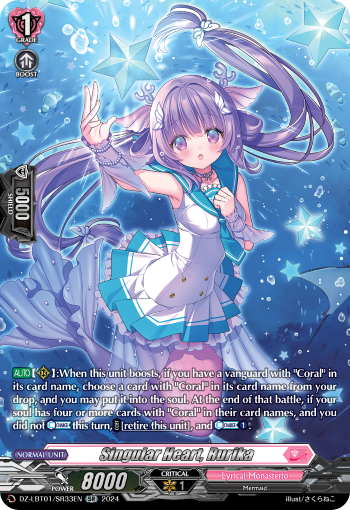 1
GRADE
BOOST
5000
SHIELD
AUTO【RC】:When this unit boosts, if you have a vanguard with "Coral" in
its card name, choose a card with "Coral" in its card name from your
drop, and you may put it into the soul. At the end of that battle, if your
soul has four or more cards with "Coral" in their card names, and you
did not CHARGE this turn, COST [retire this unit], and CHARGE 1.
NORMAL UNIT
Singular Heart, Rurika
Lyrical Monasterio
Mermaid
POWER 8000
CRITICAL
1
D-DZ-LBT01/SR33EN SR 2024
illust/さくらねこ